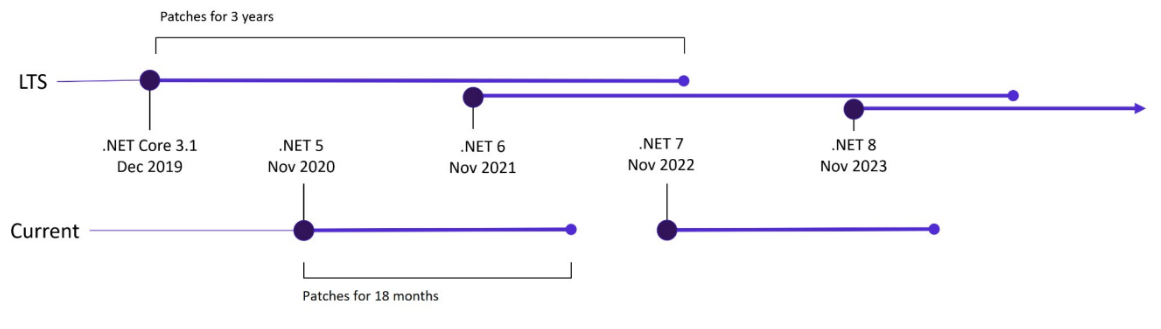 Patches for 3 years
LTS
.NET Core 3.1
Dec 2019
.NET 5
Nov 2020
.NET 6
Nov 2021
.NET 7
Nov 2022
.NET 8
Nov 2023
Current
Patches for 18 months